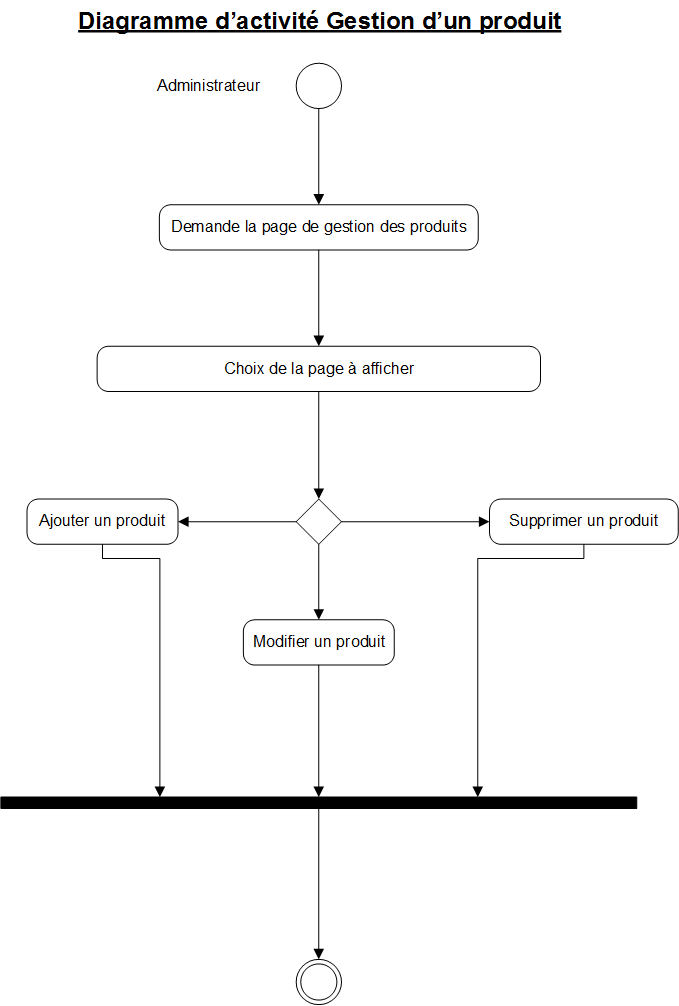 Diagramme d’activité Gestion d’un produit
Administrateur
Demande la page de gestion des produits
Choix de la page à afficher
Ajouter un produit
Supprimer un produit
Modifier un produit